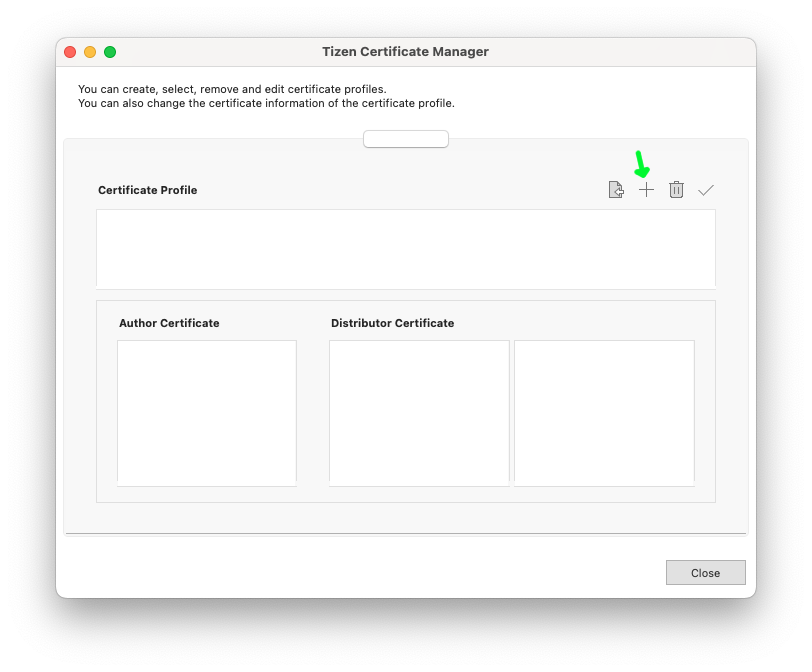 Tizen Certificate Manager
You can create, select, remove and edit certificate profiles.
You can also change the certificate information of the certificate profile.
Certificate Profile
Author Certificate
Distributor Certificate
Close